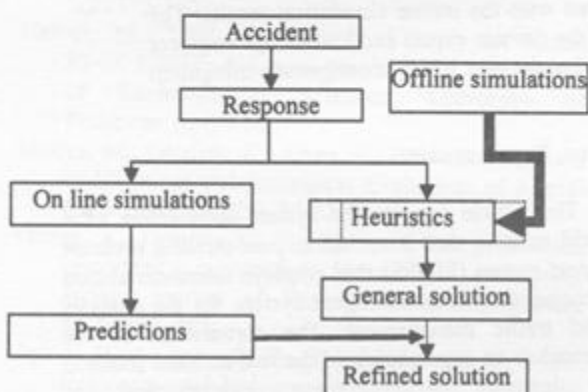 Accident
Offline simulations
Response
On line simulations
Heuristics
General solution
Predictions
Refined solution